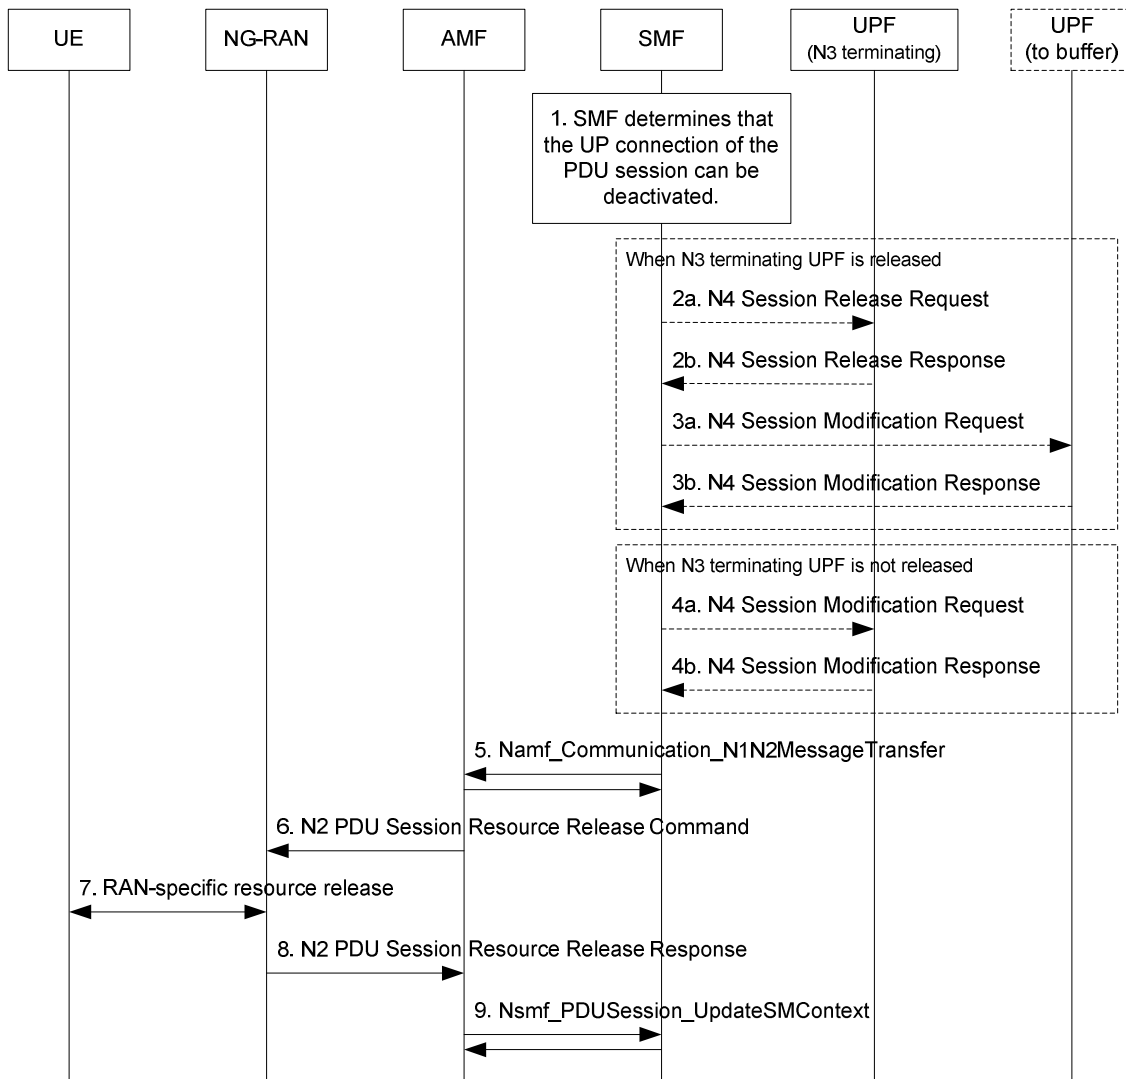 UE
NG-RAN
AMF
SMF
UPF
(N3 terminating)
UPF
(to buffer)
1. SMF determines that
the UP connection of the
PDU session can be
deactivated.
When N3 terminating UPF is released
2a. N4 Session Release Request
2b. N4 Session Release Response
3a. N4 Session Modification Request
3b. N4 Session Modification Response
When N3 terminating UPF is not released
4a. N4 Session Modification Request
4b. N4 Session Modification Response
5. Namf_Communication_N1N2MessageTransfer
6. N2 PDU Session Resource Release Command
7. RAN-specific resource release
8. N2 PDU Session Resource Release Response
9. Nsmf_PDUSession_UpdateSMContext